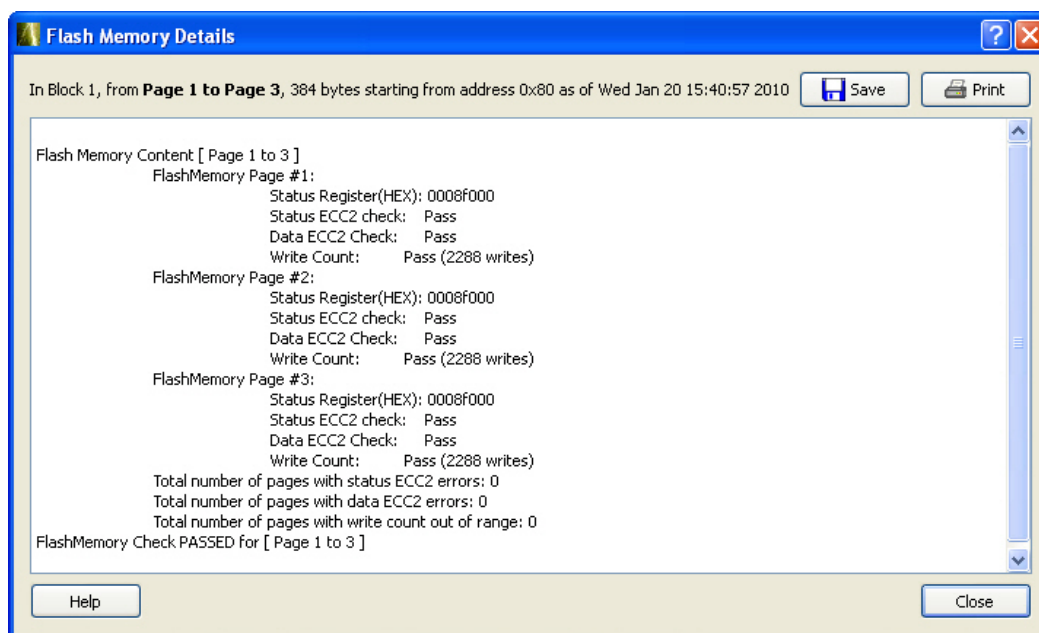 Flash Memory Details
In Block 1, from Page 1 to Page 3, 384 bytes starting from address 0x80 as of Wed Jan 20 15:40:57 2010
Save
Print
Flash Memory Content [ Page 1 to 3 ]
FlashMemory Page #1:
Status Register(HEX): 0008f000
Status ECC2 check: Pass
Data ECC2 Check: Pass
Write Count: Pass (2288 writes)
FlashMemory Page #2:
Status Register(HEX): 0008f000
Status ECC2 check: Pass
Data ECC2 Check: Pass
Write Count: Pass (2288 writes)
FlashMemory Page #3:
Status Register(HEX): 0008f000
Status ECC2 check: Pass
Data ECC2 Check: Pass
Write Count: Pass (2288 writes)
Total number of pages with status ECC2 errors: 0
Total number of pages with data ECC2 errors: 0
Total number of pages with write count out of range: 0
FlashMemory Check PASSED for [ Page 1 to 3 ]
Help
Close